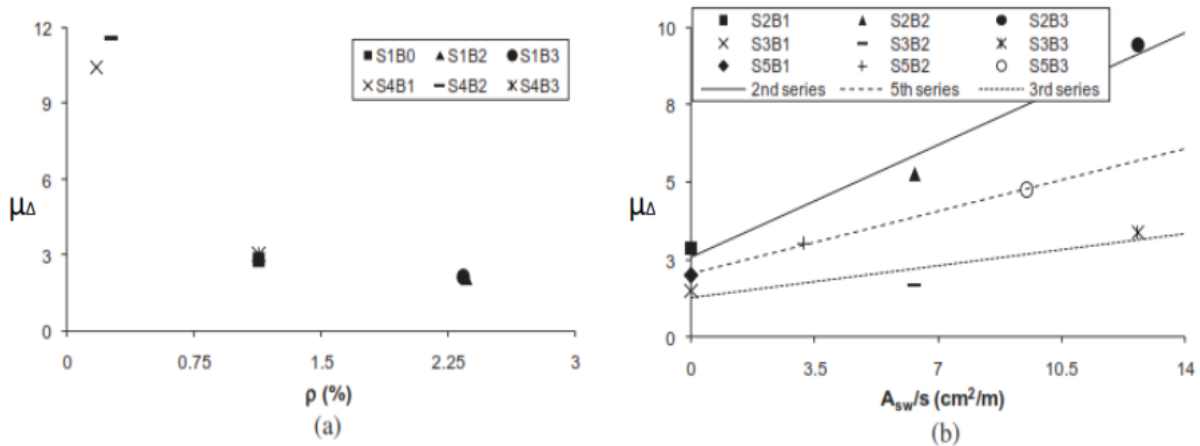 12
9
6
3
0
μΔ
■ S1B0 ▲ S1B2 ● S1B3
× S4B1 – S4B2 ж S4B3
0 0.75 1.5 2.25 3
ρ (%)
(a)
10
8
5
3
0
μΔ
■ S2B1 ▲ S2B2 ● S2B3
× S3B1 – S3B2 ж S3B3
◆ S5B1 + S5B2 ○ S5B3
2nd series 5th series 3rd series
0 3.5 7 10.5 14
Asw/s (cm²/m)
(b)